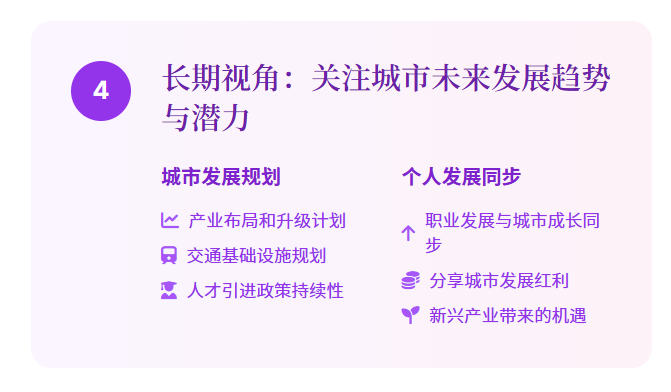 4
长期视角：关注城市未来发展趋势
与潜力
城市发展规划
产业布局和升级计划
交通基础设施规划
人才引进政策持续性
个人发展同步
职业发展与城市成长同
步
分享城市发展红利
新兴产业带来的机遇